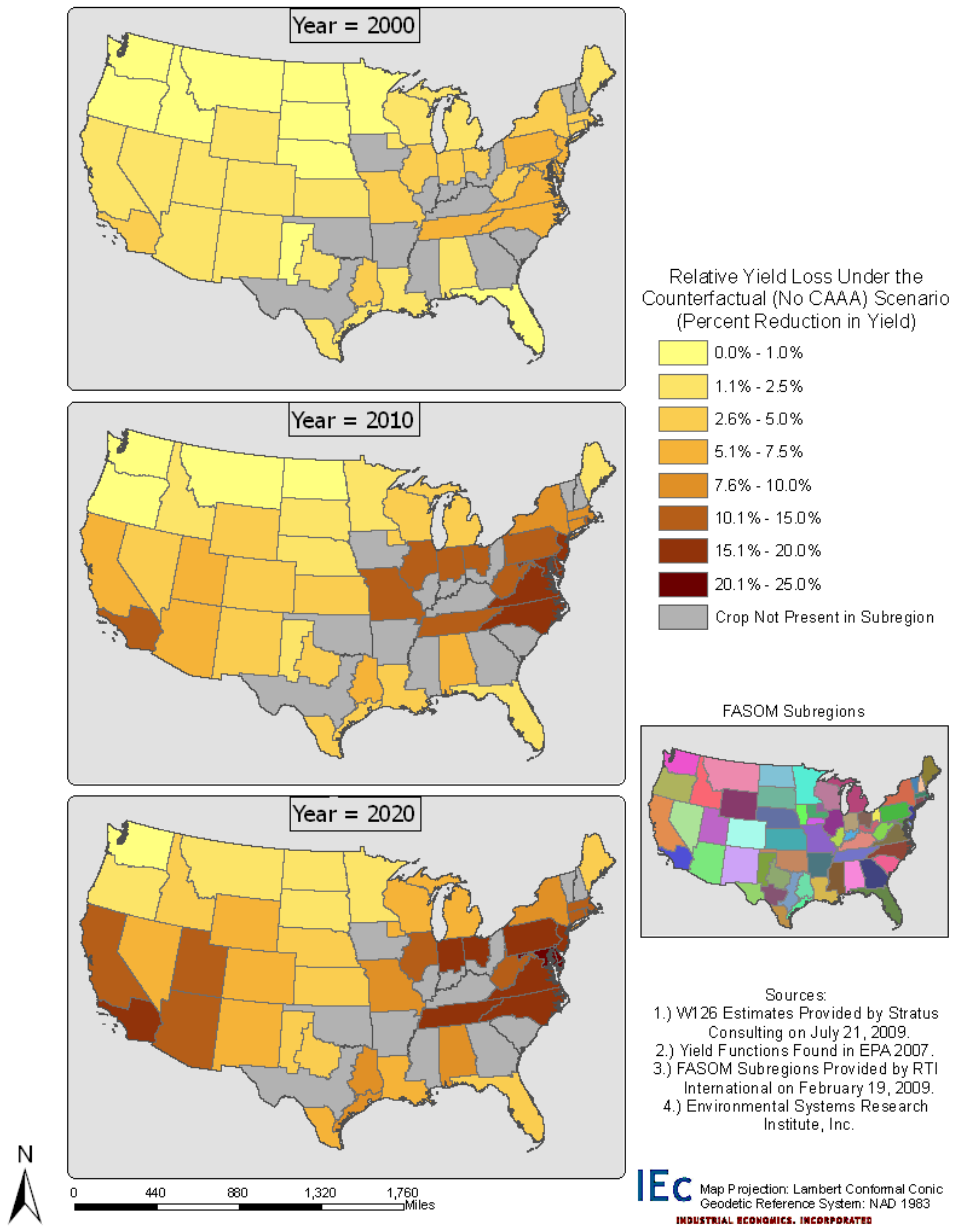 Year = 2000
Year = 2010
Year = 2020
Relative Yield Loss Under the
Counterfactual (No CAAA) Scenario
(Percent Reduction in Yield)
0.0% - 1.0%
1.1% - 2.5%
2.6% - 5.0%
5.1% - 7.5%
7.6% - 10.0%
10.1% - 15.0%
15.1% - 20.0%
20.1% - 25.0%
Crop Not Present in Subregion
FASOM Subregions
Sources:
1.) W126 Estimates Provided by Stratus
Consulting on July 21, 2009.
2.) Yield Functions Found in EPA 2007.
3.) FASOM Subregions Provided by RTI
International on February 19, 2009.
4.) Environmental Systems Research
Institute, Inc.
N
0 440 880 1,320 1,760
Miles
IEc
Map Projection: Lambert Conformal Conic
Geodetic Reference System: NAD 1983
INDUSTRIAL ECONOMICS, INCORPORATED